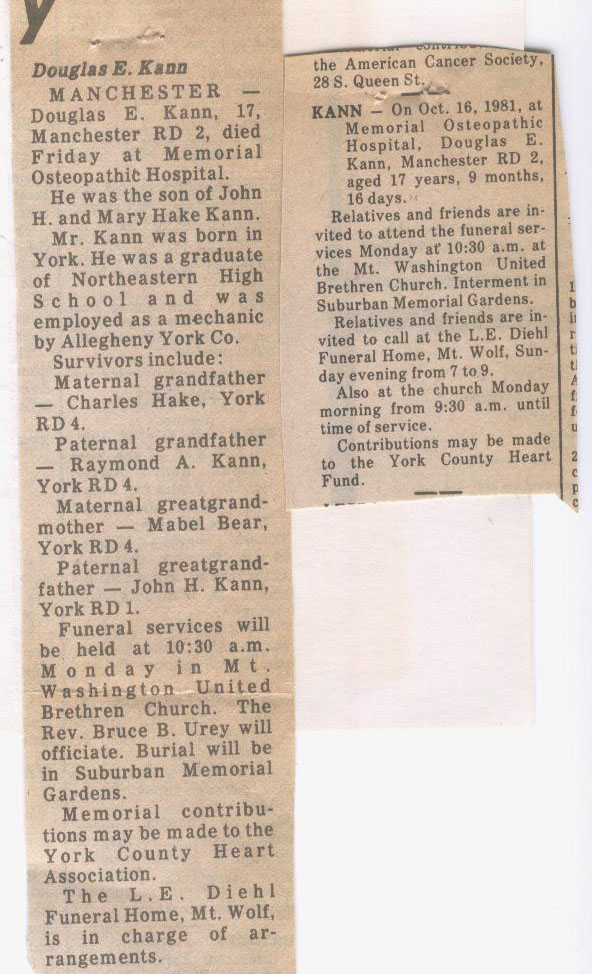 y
Douglas E. Kann
MANCHESTER —
Douglas E. Kann, 17,
Manchester RD 2, died
Friday at Memorial
Osteopathic Hospital.
He was the son of John
H. and Mary Hake Kann.
Mr. Kann was born in
York. He was a graduate
of Northeastern High
School and was
employed as a mechanic
by Allegheny York Co.
Survivors include:
Maternal grandfather
— Charles Hake, York
RD 4.
Paternal grandfather
— Raymond A. Kann,
York RD 4.
Maternal greatgrand-
mother — Mabel Bear,
York RD 4.
Paternal greatgrand-
father — John H. Kann,
York RD 1.
Funeral services will
be held at 10:30 a.m.
Monday in Mt.
Washington United
Brethren Church. The
Rev. Bruce B. Urey will
officiate. Burial will be
in Suburban Memorial
Gardens.
Memorial contribu-
tions may be made to the
York County Heart
Association.
The L.E. Diehl
Funeral Home, Mt. Wolf,
is in charge of ar-
rangements.
the American Cancer Society,
28 S. Queen St.
KANN — On Oct. 16, 1981, at
Memorial Osteopathic
Hospital, Douglas E.
Kann, Manchester RD 2,
aged 17 years, 9 months,
16 days.
Relatives and friends are in-
vited to attend the funeral ser-
vices Monday at 10:30 a.m. at
the Mt. Washington United
Brethren Church. Interment in
Suburban Memorial Gardens.
Relatives and friends are in-
vited to call at the L.E. Diehl
Funeral Home, Mt. Wolf, Sun-
day evening from 7 to 9.
Also at the church Monday
morning from 9:30 a.m. until
time of service.
Contributions may be made
to the York County Heart
Fund.